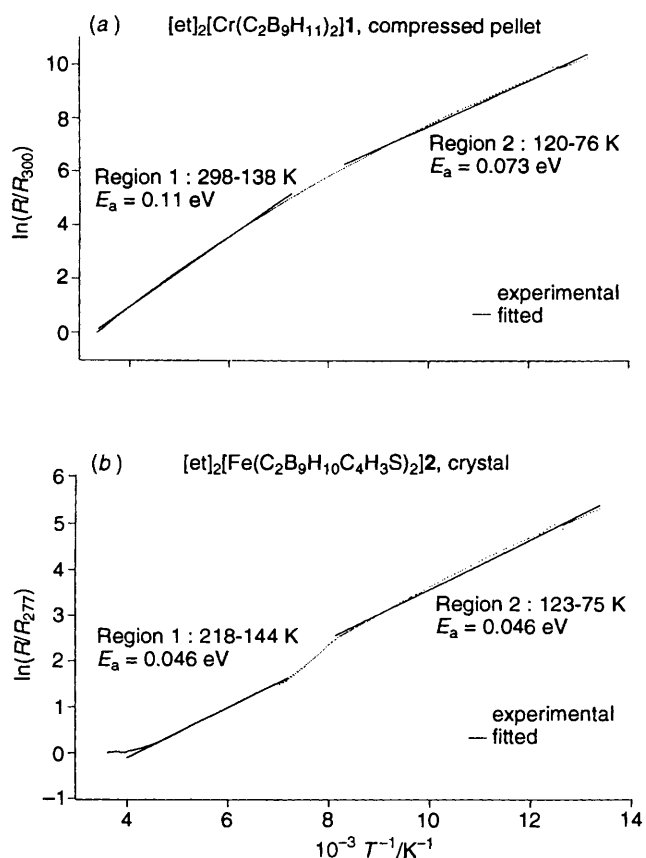 (a) [et]₂[Cr(C₂B₉H₁₁)₂]1, compressed pellet
10
8
6
4
2
0
ln(R/R₃₀₀)
Region 1 : 298-138 K
Eₐ = 0.11 eV
Region 2 : 120-76 K
Eₐ = 0.073 eV
experimental
— fitted
(b) [et]₂[Fe(C₂B₉H₁₀C₄H₃S)₂]2, crystal
6
5
4
3
2
1
0
−1
ln(R/R₂₇₇)
Region 1 : 218-144 K
Eₐ = 0.046 eV
Region 2 : 123-75 K
Eₐ = 0.046 eV
experimental
— fitted
4 6 8 10 12 14
10⁻³ T⁻¹/K⁻¹